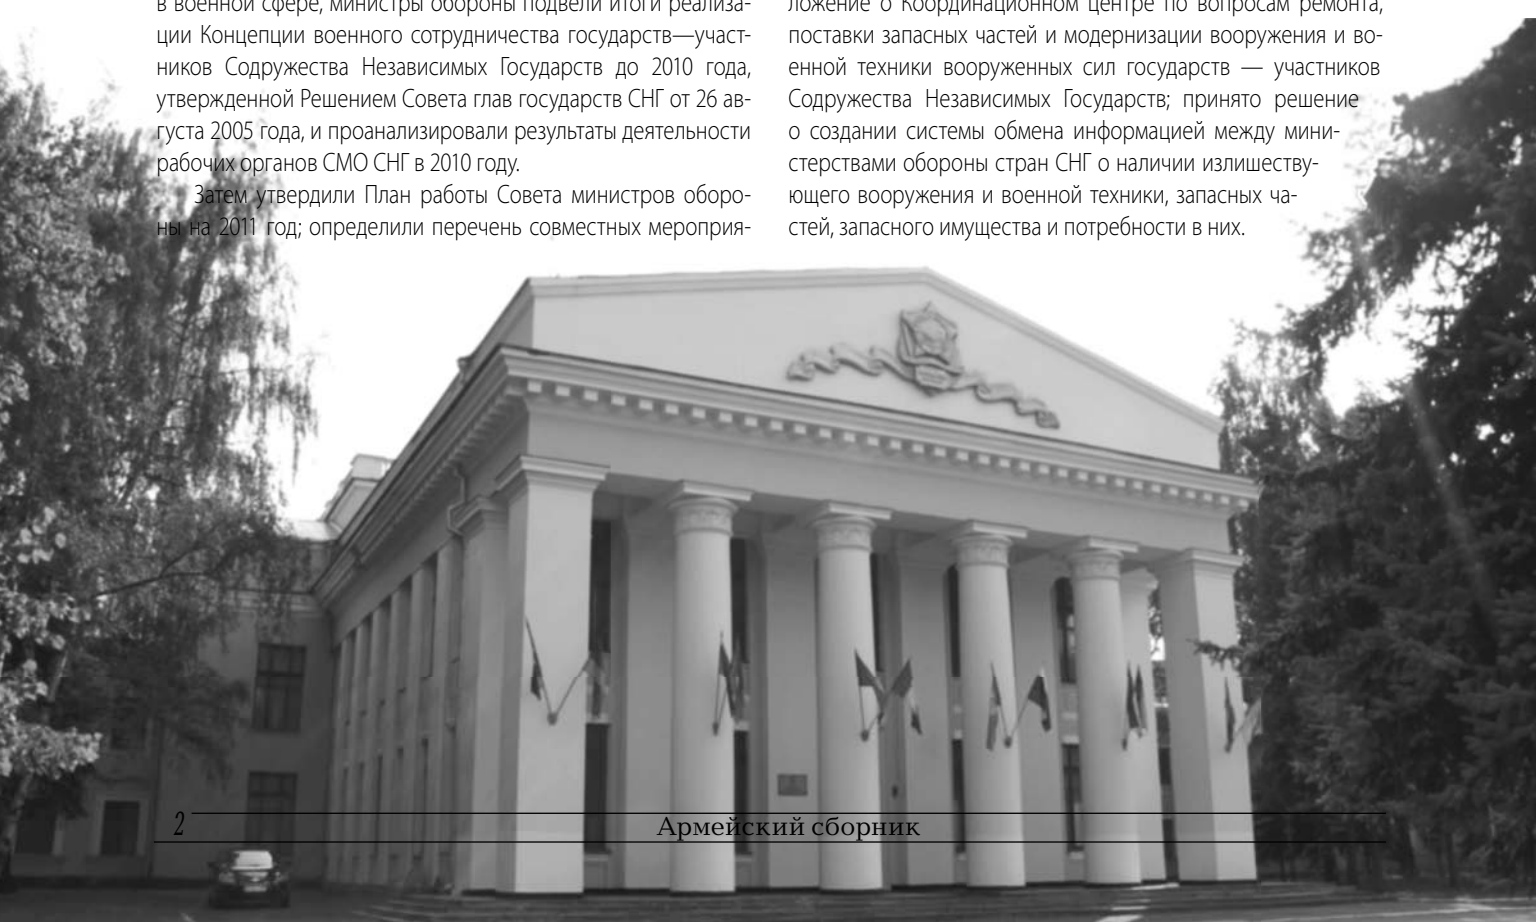 в военной сфере, министры обороны подвели итоги реализа-
ции Концепции военного сотрудничества государств—участ-
ников Содружества Независимых Государств до 2010 года,
утвержденной Решением Совета глав государств СНГ от 26 ав-
густа 2005 года, и проанализировали результаты деятельности
рабочих органов СМО СНГ в 2010 году.
Затем утвердили План работы Совета министров оборо-
ны на 2011 год; определили перечень совместных мероприя-
ложение о Координационном центре по вопросам ремонта,
поставки запасных частей и модернизации вооружения и во-
енной техники вооруженных сил государств — участников
Содружества Независимых Государств; принято решение
о создании системы обмена информацией между мини-
стерствами обороны стран СНГ о наличии излишеству-
ющего вооружения и военной техники, запасных ча-
стей, запасного имущества и потребности в них.
2
Армейский сборник